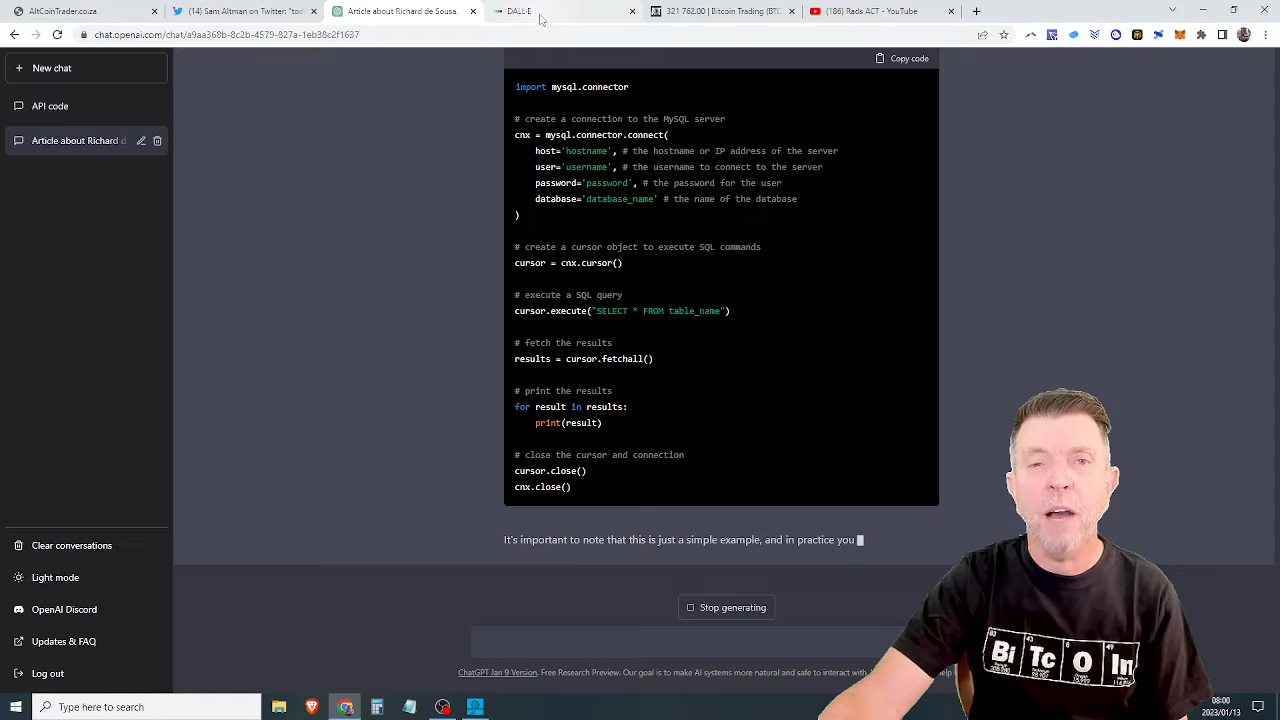 AltCoinTrader.co.za
(14) Sam Altman on Twitter: "toda
Article about Richard de Sousa.
DALL·E
321 762.00 | Bitcoin Trading (BTC
(186) Rads ACT - YouTube
chat.openai.com/chat/a9aa368b-8c2b-4579-827a-1eb38c2f1637
New chat
API code
Article about Richard d
Clear conversations
Light mode
OpenAI Discord
Updates & FAQ
Log out
Copy code
import mysql.connector
# create a connection to the MySQL server
cnx = mysql.connector.connect(
host='hostname', # the hostname or IP address of the server
user='username', # the username to connect to the server
password='password', # the password for the user
database='database_name' # the name of the database
)
# create a cursor object to execute SQL commands
cursor = cnx.cursor()
# execute a SQL query
cursor.execute("SELECT * FROM table_name")
# fetch the results
results = cursor.fetchall()
# print the results
for result in results:
print(result)
# close the cursor and connection
cursor.close()
cnx.close()
It's important to note that this is just a simple example, and in practice you
Stop generating
ChatGPT Jan 9 Version. Free Research Preview. Our goal is to make AI systems more natural and safe to interact with. help
Bi Tc O In
83 43 8 49
Type here to search
08:00
2023/01/13